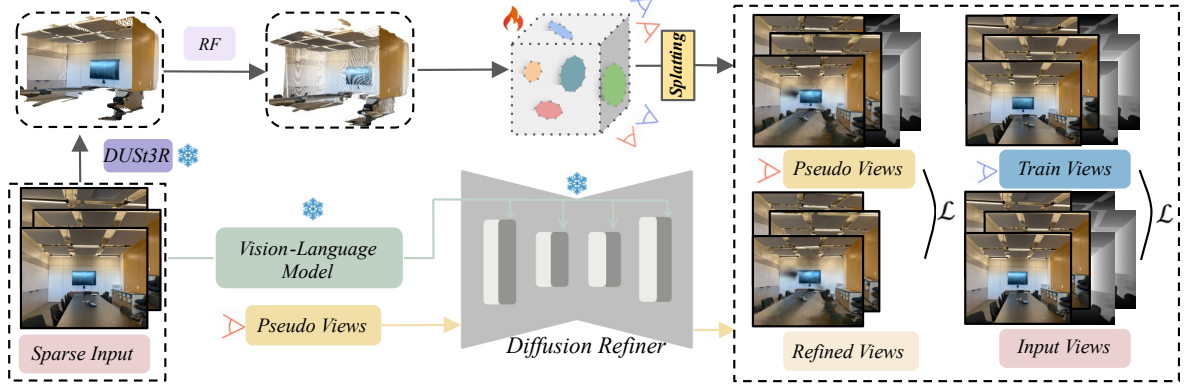 RF
Splatting
DUSt3R
Pseudo Views
Train Views
ℒ
ℒ
Vision-Language
Model
Pseudo Views
Sparse Input
Diffusion Refiner
Refined Views
Input Views